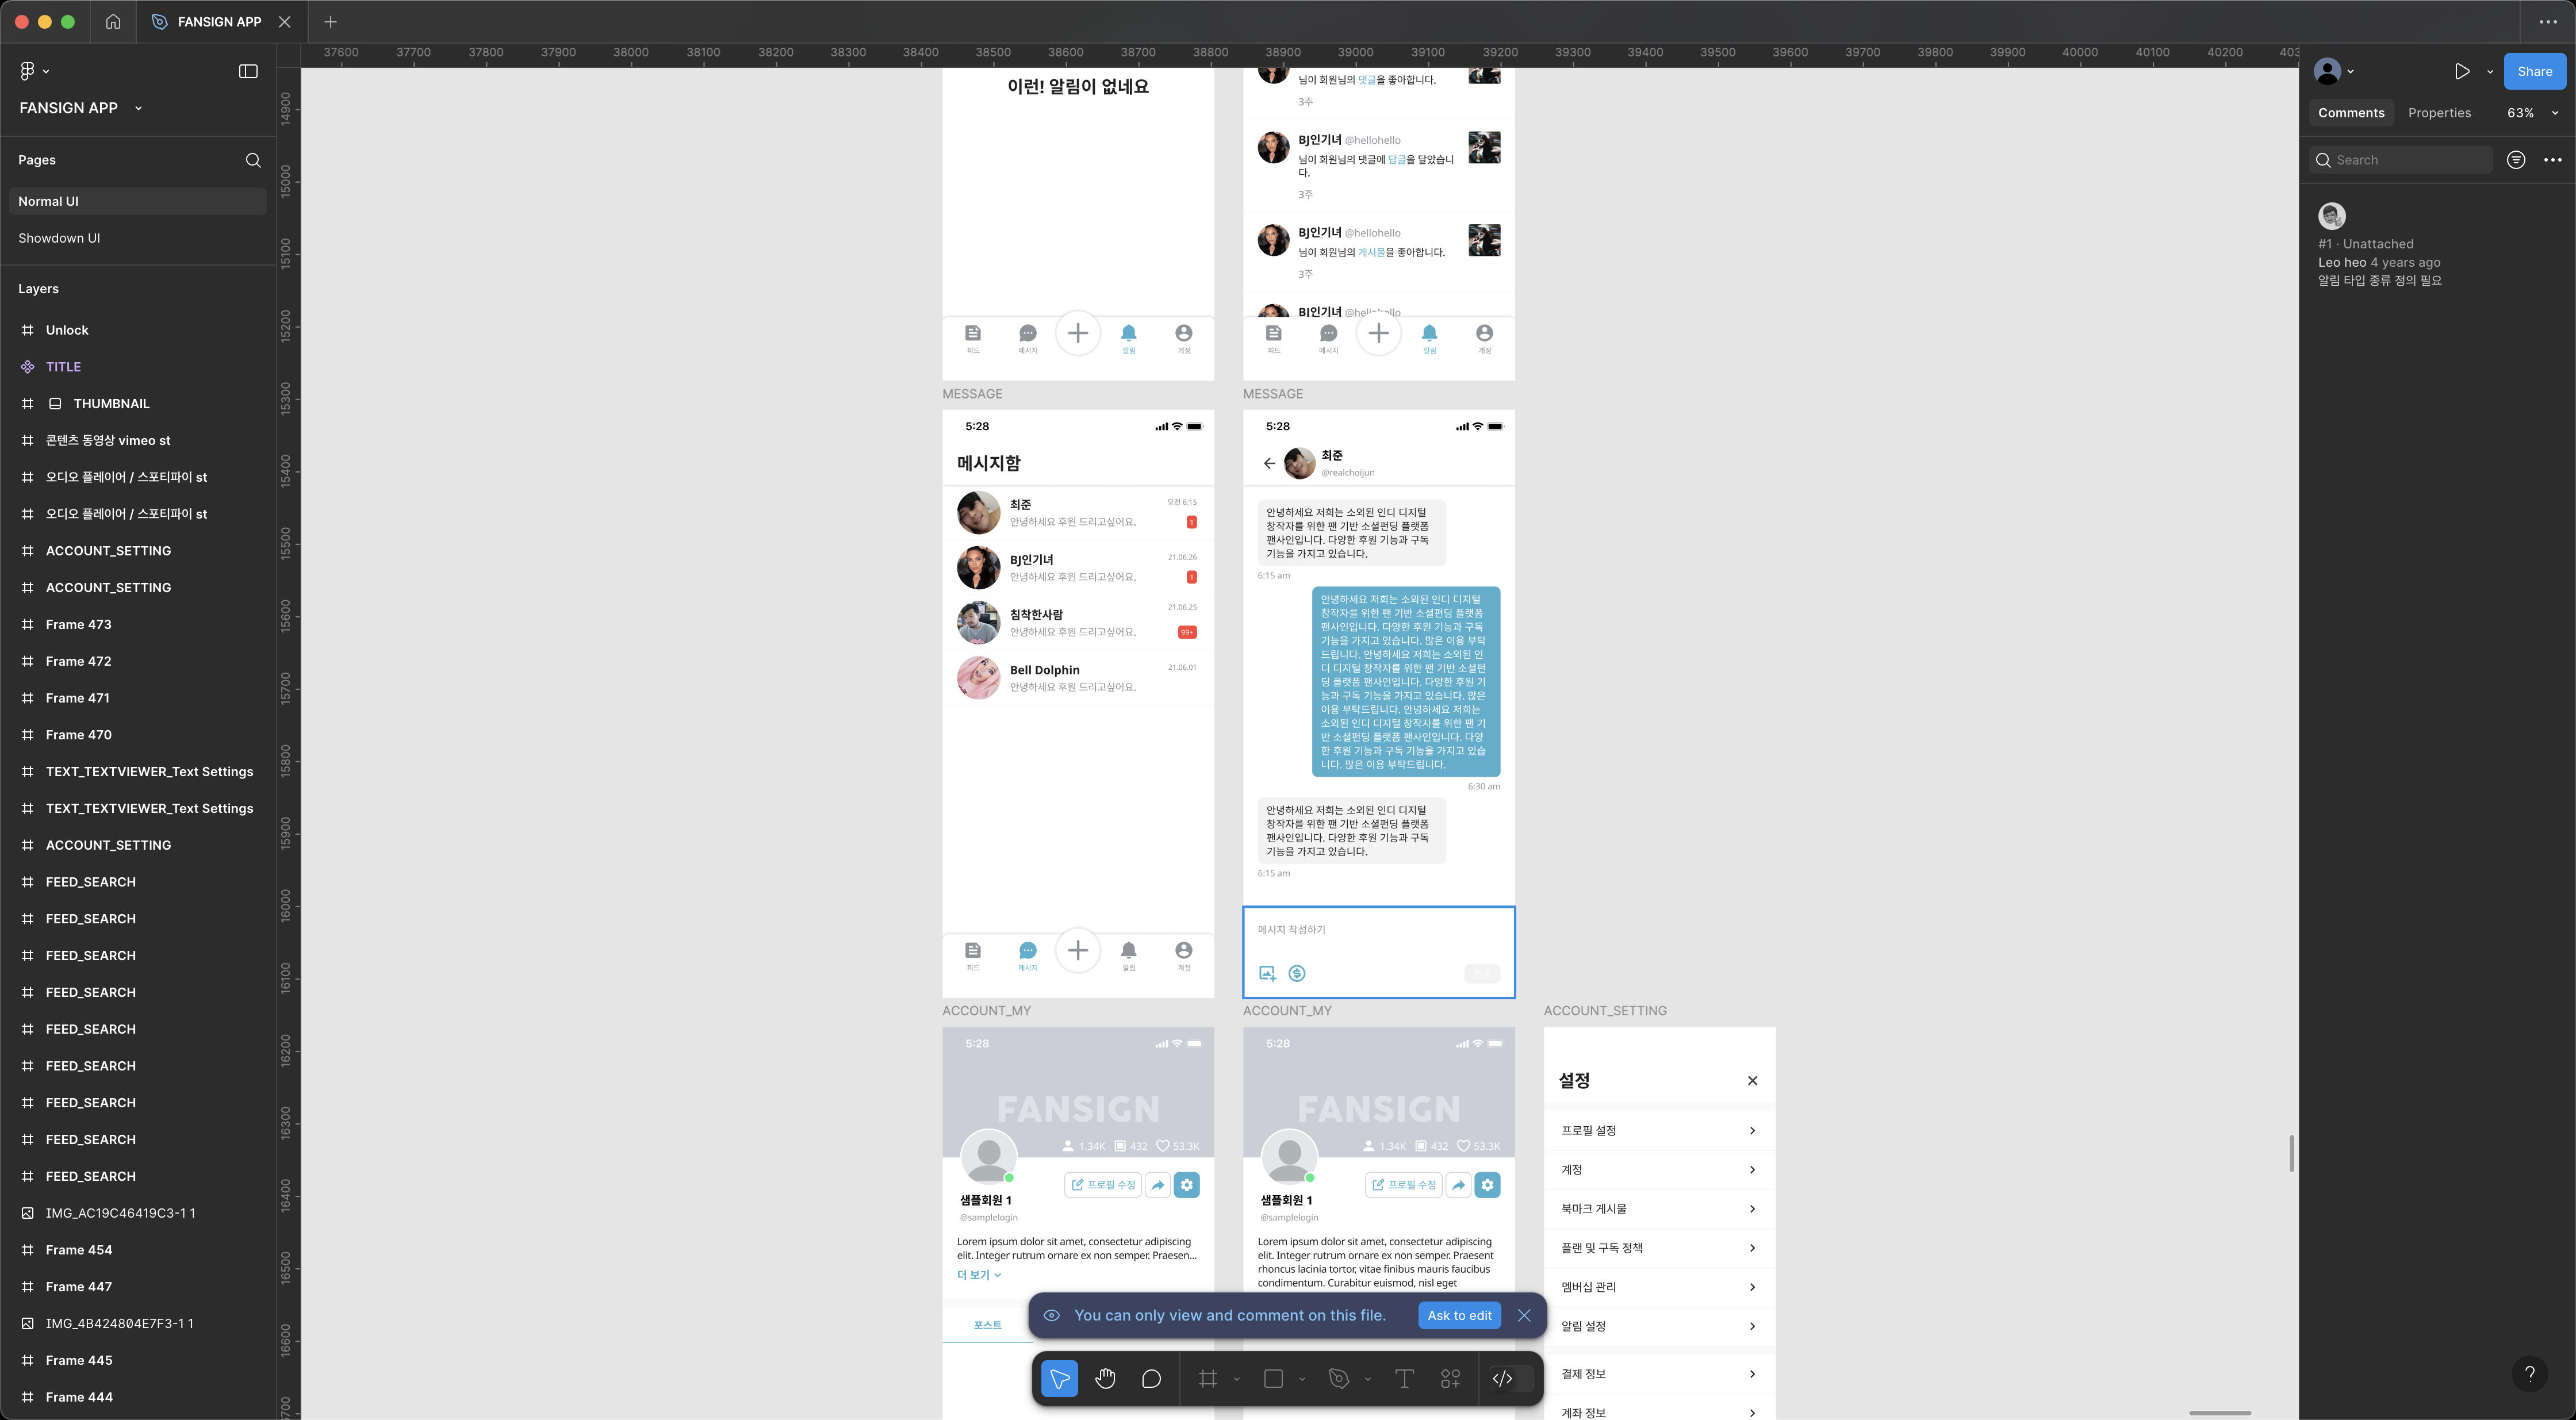 FANSIGN APP
37600 37700 37800 37900 38000 38100 38200 38300 38400 38500 38600 38700 38800 38900 39000 39100 39200 39300 39400 39500 39600 39700 39800 39900 40000 40100 40200
FANSIGN APP
Pages
Normal UI
Showdown UI
Layers
Unlock
TITLE
THUMBNAIL
콘텐츠 동영상 vimeo st
오디오 플레이어 / 스포티파이 st
오디오 플레이어 / 스포티파이 st
ACCOUNT_SETTING
ACCOUNT_SETTING
Frame 473
Frame 472
Frame 471
Frame 470
TEXT_TEXTVIEWER_Text Settings
TEXT_TEXTVIEWER_Text Settings
ACCOUNT_SETTING
FEED_SEARCH
FEED_SEARCH
FEED_SEARCH
FEED_SEARCH
FEED_SEARCH
FEED_SEARCH
FEED_SEARCH
FEED_SEARCH
FEED_SEARCH
IMG_AC19C46419C3-1 1
Frame 454
Frame 447
IMG_4B424804E7F3-1 1
Frame 445
Frame 444
14900
15000
15100
15200
15300
15400
15500
15600
15700
15800
15900
16000
16100
16200
16300
16400
16500
16600
이런! 알림이 없네요
피드
메시지
알림
계정
님이 회원님의 댓글을 좋아합니다.
3주
BJ인기녀 @hellohello
님이 회원님의 댓글에 답글을 달았습니
다.
3주
BJ인기녀 @hellohello
님이 회원님의 게시물을 좋아합니다.
3주
BJ인기녀 @hellohello
피드
메시지
알림
계정
MESSAGE
5:28
메시지함
최준
오전 6:15
안녕하세요 후원 드리고싶어요.
1
BJ인기녀
21.06.26
안녕하세요 후원 드리고싶어요.
1
침착한사람
21.06.25
안녕하세요 후원 드리고싶어요.
99+
Bell Dolphin
21.06.01
안녕하세요 후원 드리고싶어요.
피드
메시지
알림
계정
MESSAGE
5:28
최준
@realchoijun
안녕하세요 저희는 소외된 인디 디지털
창작자를 위한 팬 기반 소셜펀딩 플랫폼
팬사인입니다. 다양한 후원 기능과 구독
기능을 가지고 있습니다.
6:15 am
안녕하세요 저희는 소외된 인디 디지털
창작자를 위한 팬 기반 소셜펀딩 플랫폼
팬사인입니다. 다양한 후원 기능과 구독
기능을 가지고 있습니다. 많은 이용 부탁
드립니다. 안녕하세요 저희는 소외된 인
디 디지털 창작자를 위한 팬 기반 소셜펀
딩 플랫폼 팬사인입니다. 다양한 후원 기
능과 구독 기능을 가지고 있습니다. 많은
이용 부탁드립니다. 안녕하세요 저희는
소외된 인디 디지털 창작자를 위한 팬 기
반 소셜펀딩 플랫폼 팬사인입니다. 다양
한 후원 기능과 구독 기능을 가지고 있습
니다. 많은 이용 부탁드립니다.
6:30 am
안녕하세요 저희는 소외된 인디 디지털
창작자를 위한 팬 기반 소셜펀딩 플랫폼
팬사인입니다. 다양한 후원 기능과 구독
기능을 가지고 있습니다.
6:15 am
메시지 작성하기
ACCOUNT_MY
5:28
FANSIGN
1.34K 432 53.3K
프로필 수정
샘플회원 1
@samplelogin
Lorem ipsum dolor sit amet, consectetur adipiscing
elit. Integer rutrum ornare ex non semper. Praesen...
더 보기
포스트
ACCOUNT_MY
5:28
FANSIGN
1.34K 432 53.3K
프로필 수정
샘플회원 1
@samplelogin
Lorem ipsum dolor sit amet, consectetur adipiscing
elit. Integer rutrum ornare ex non semper. Praesent
rhoncus lacinia tortor, vitae finibus mauris faucibus
condimentum. Curabitur euismod, nisl eget
ACCOUNT_SETTING
설정
프로필 설정
계정
북마크 게시물
플랜 및 구독 정책
멤버십 관리
알림 설정
결제 정보
계좌 정보
You can only view and comment on this file.
Ask to edit
Share
Comments
Properties
63%
Search
#1 · Unattached
Leo heo 4 years ago
알림 타입 종류 정의 필요
?